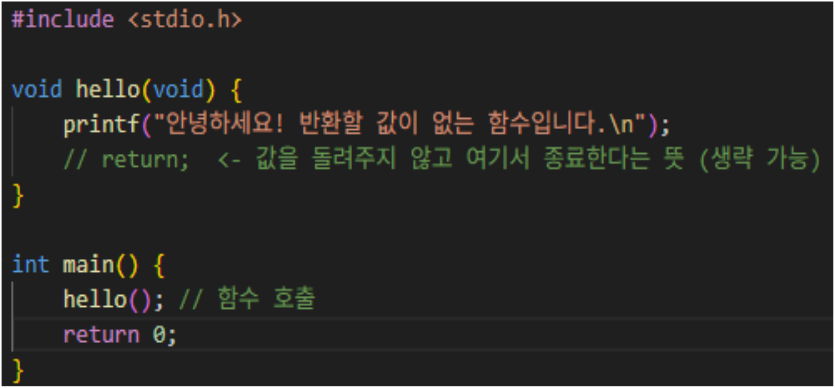 #include <stdio.h>
void hello(void) {
printf("안녕하세요! 반환할 값이 없는 함수입니다.\n");
// return;  <- 값을 돌려주지 않고 여기서 종료한다는 뜻 (생략 가능)
}
int main() {
hello(); // 함수 호출
return 0;
}